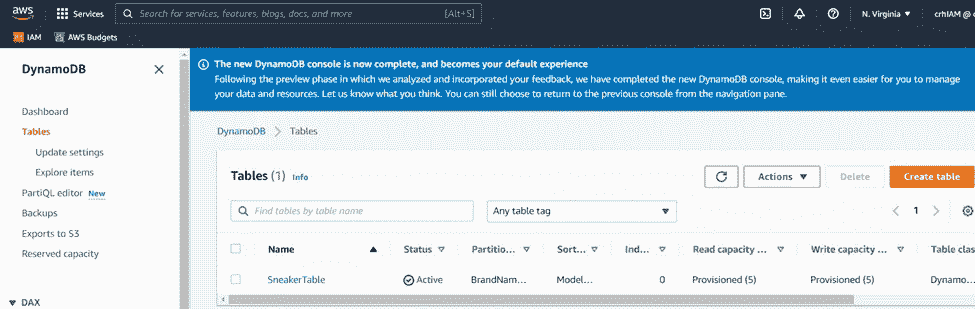 aws
Services
Search for services, features, blogs, docs, and more
[Alt+S]
N. Virginia ▼
crhIAM @
IAM
AWS Budgets
DynamoDB
Dashboard
Tables
Update settings
Explore items
PartiQL editor New
Backups
Exports to S3
Reserved capacity
DAX
The new DynamoDB console is now complete, and becomes your default experience
Following the preview phase in which we analyzed and incorporated your feedback, we have completed the new DynamoDB console, making it even easier for you to manage
your data and resources. Let us know what you think. You can still choose to return to the previous console from the navigation pane.
DynamoDB > Tables
Tables (1) Info
Actions ▼
Delete
Create table
Find tables by table name
Any table tag
1
Name Status Partitio... Sort... Ind... Read capacity ... Write capacity ... Table clas
SneakerTable Active BrandNam... Model... 0 Provisioned (5) Provisioned (5) Dynamo...